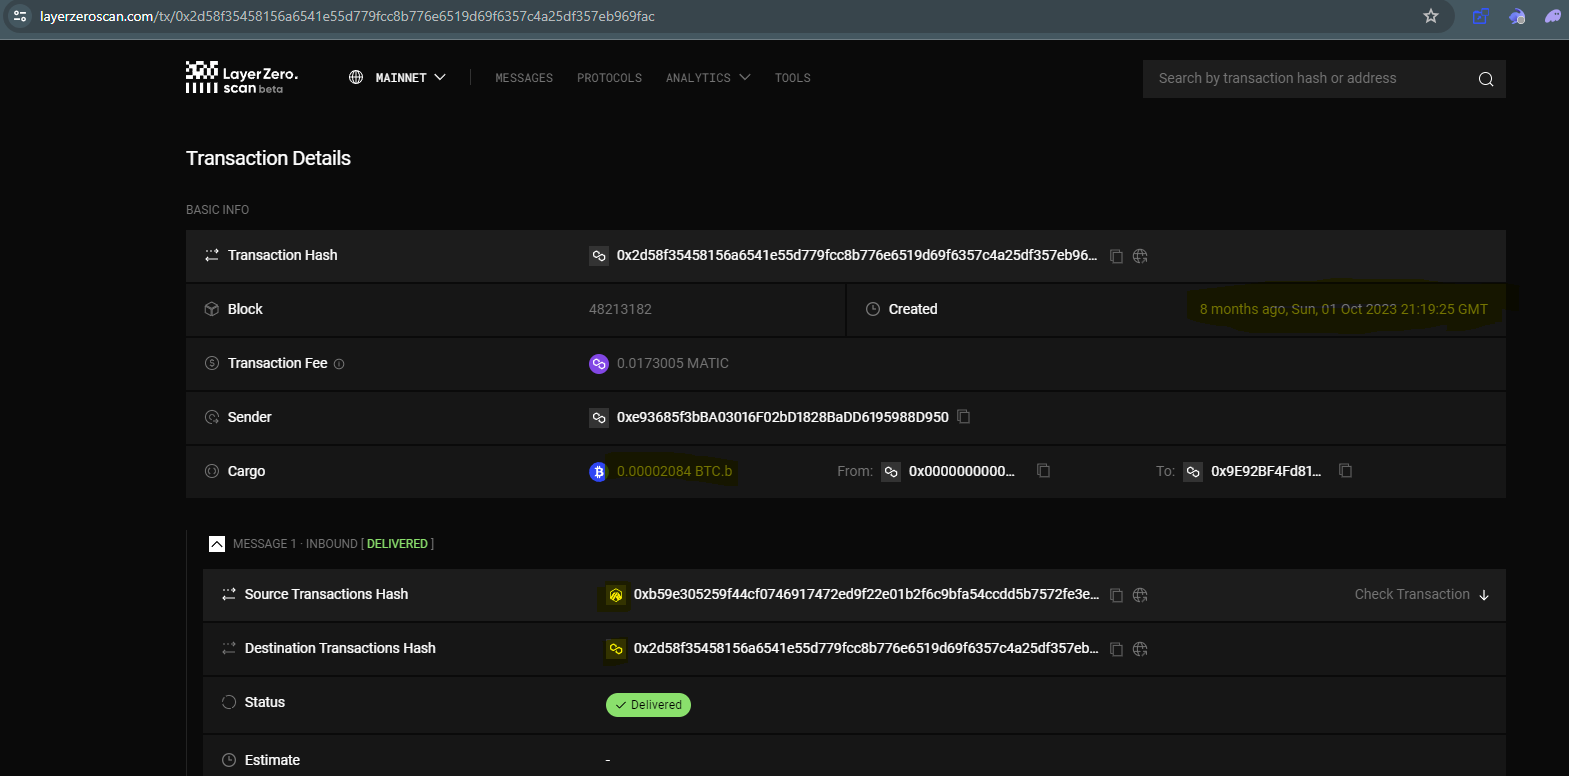 layerzeroscan.com/tx/0x2d58f35458156a6541e55d779fcc8b776e6519d69f6357c4a25df357eb969fac
LayerZero.
scan beta
MAINNET
MESSAGES
PROTOCOLS
ANALYTICS
TOOLS
Search by transaction hash or address
Transaction Details
BASIC INFO
Transaction Hash
0x2d58f35458156a6541e55d779fcc8b776e6519d69f6357c4a25df357eb96...
Block
48213182
Created
8 months ago, Sun, 01 Oct 2023 21:19:25 GMT
Transaction Fee
0.0173005 MATIC
Sender
0xe93685f3bBA03016F02bD1828BaDD6195988D950
Cargo
0.00002084 BTC.b
From:
0x0000000000...
To:
0x9E92BF4Fd81...
MESSAGE 1 · INBOUND [ DELIVERED ]
Source Transactions Hash
0xb59e305259f44cf0746917472ed9f22e01b2f6c9bfa54ccdd5b7572fe3e...
Check Transaction
Destination Transactions Hash
0x2d58f35458156a6541e55d779fcc8b776e6519d69f6357c4a25df357eb...
Status
Delivered
Estimate
-